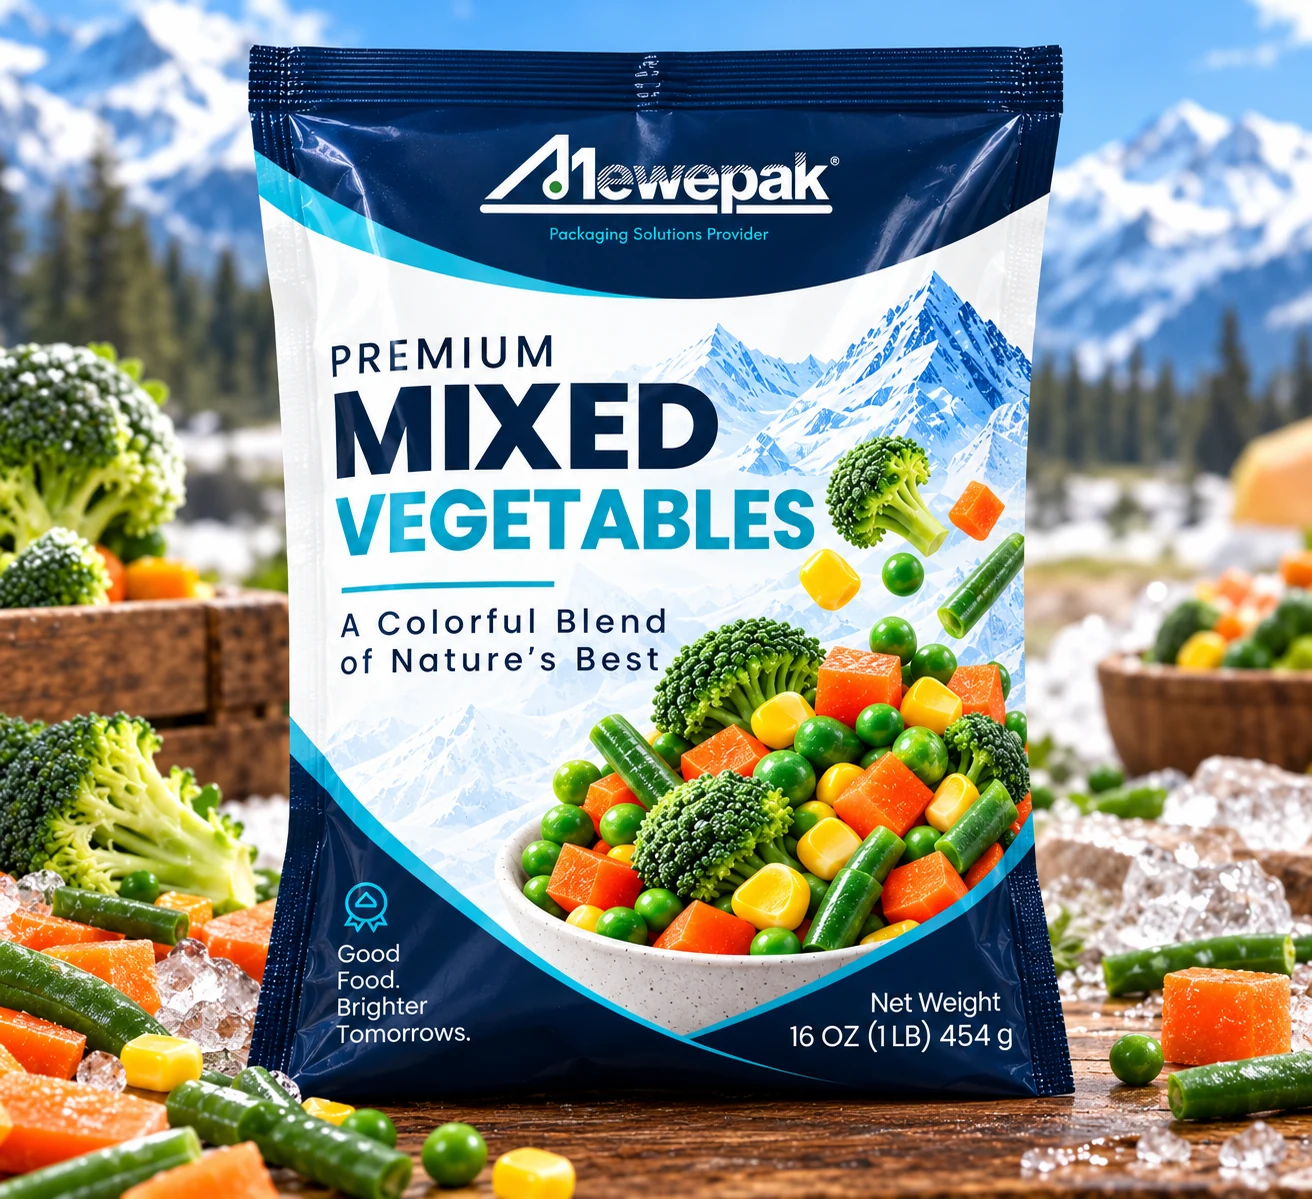 Mewepak®
Packaging Solutions Provider
PREMIUM
MIXED
VEGETABLES
A Colorful Blend
of Nature's Best
Good
Food.
Brighter
Tomorrows.
Net Weight
16 OZ (1 LB) 454 g